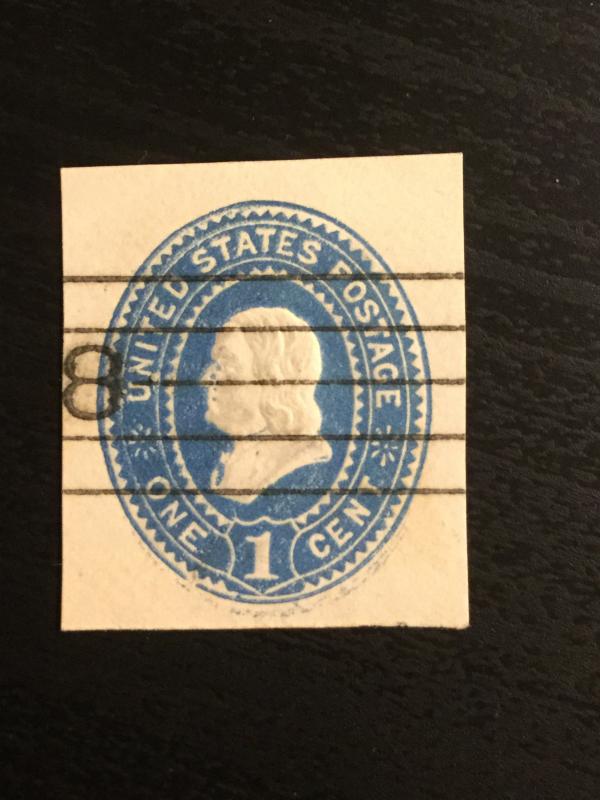 UNITED STATES POSTAGE
8
ONE 1 CENT